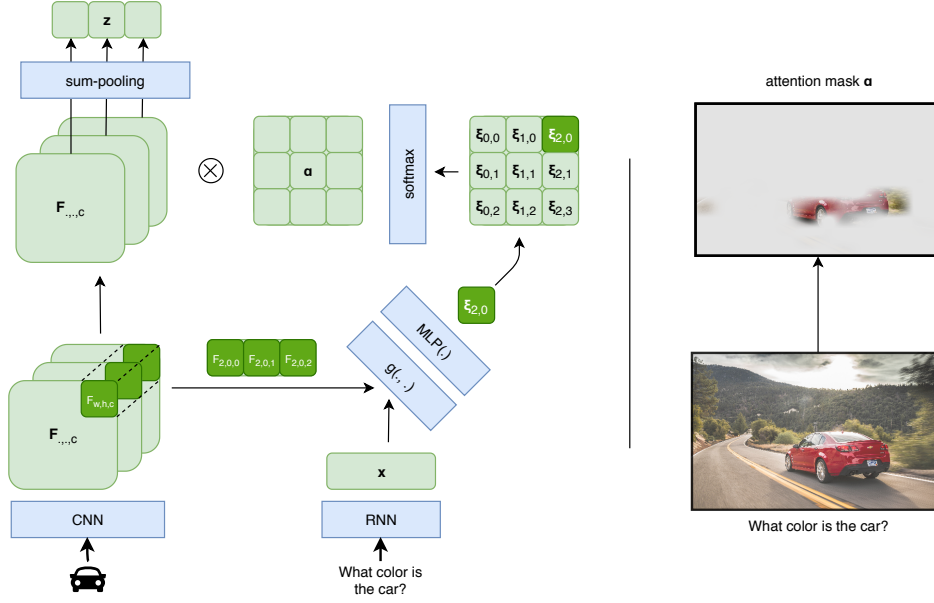 z
sum-pooling
F.,.,c
α
softmax
ξ0,0 ξ1,0 ξ2,0
ξ0,1 ξ1,1 ξ2,1
ξ0,2 ξ1,2 ξ2,3
ξ2,0
MLP(.)
g(., .)
F2,0,0 F2,0,1 F2,0,2
Fw,h,c
F.,.,c
x
CNN
RNN
What color is
the car?
attention mask α
What color is the car?